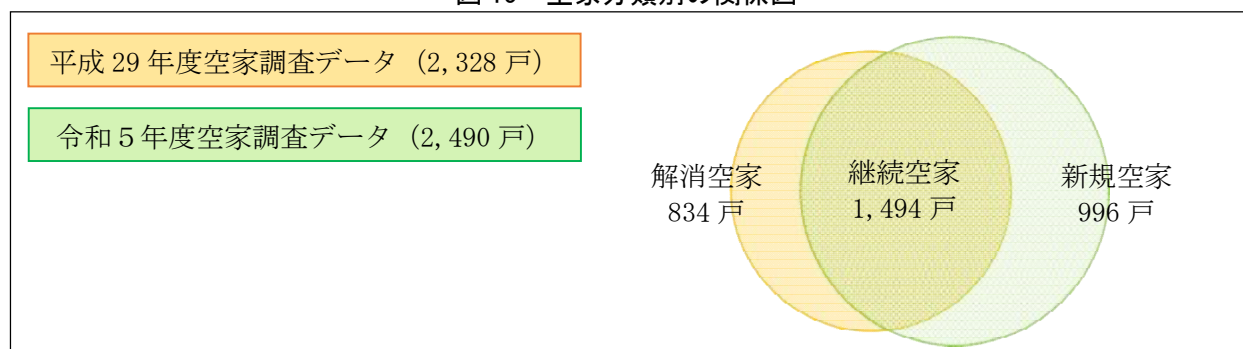 平成 29 年度空家調査データ（2,328 戸）
令和５年度空家調査データ（2,490 戸）
解消空家
834 戸
継続空家
1,494 戸
新規空家
996 戸